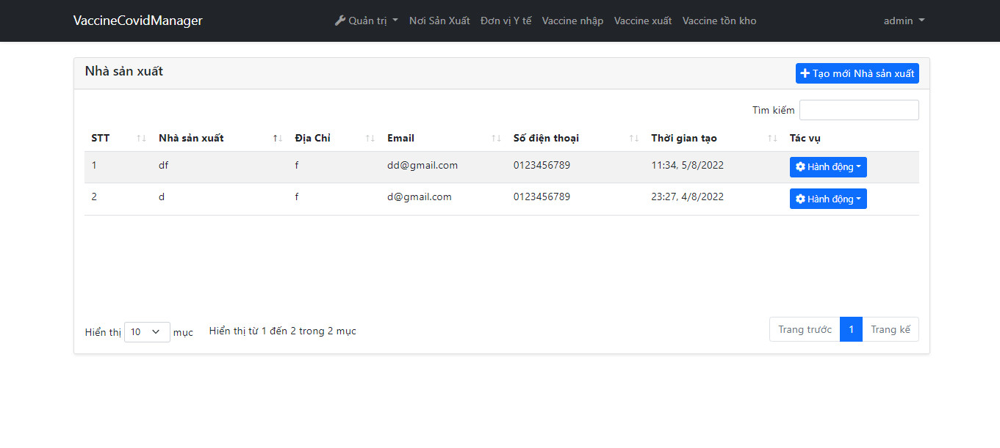 VaccineCovidManager Quản trị Nơi Sản Xuất Đơn vị Y tế Vaccine nhập Vaccine xuất Vaccine tồn kho admin
Nhà sản xuất Tạo mới Nhà sản xuất
Tìm kiếm
STT Nhà sản xuất Địa Chỉ Email Số điện thoại Thời gian tạo Tác vụ
1 df f dd@gmail.com 0123456789 11:34, 5/8/2022 Hành động
2 d f d@gmail.com 0123456789 23:27, 4/8/2022 Hành động
Hiển thị 10 mục Hiển thị từ 1 đến 2 trong 2 mục Trang trước 1 Trang kế